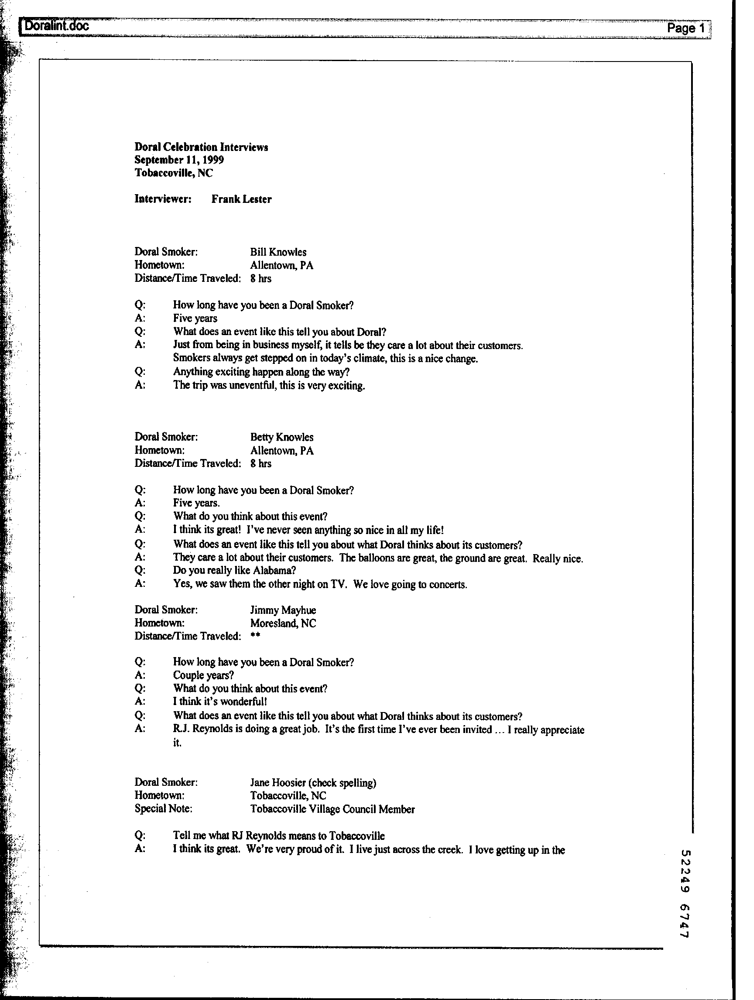 Doralint.doc
Page 1
Doral Celebration Interviews
September 11, 1999
Tobaccoville, NC
Interviewer: Frank Lester
Doral Smoker: Bill Knowles
Hometown: Allentown, PA
Distance/Time Traveled: 8 hrs
Q: How long have you been a Doral Smoker?
A: Five years
Q: What does an event like this tell you about Doral?
A: Just from being in business myself, it tells be they care a lot about their customers.
Smokers always get stepped on in today's climate, this is a nice change.
Q: Anything exciting happen along the way?
A: The trip was uneventful, this is very exciting.
Doral Smoker: Betty Knowles
Hometown: Allentown, PA
Distance/Time Traveled: 8 hrs
Q: How long have you been a Doral Smoker?
A: Five years.
Q: What do you think about this event?
A: I think its great! I've never seen anything so nice in all my life!
Q: What does an event like this tell you about what Doral thinks about its customers?
A: They care a lot about their customers. The balloons are great, the ground are great. Really nice.
Q: Do you really like Alabama?
A: Yes, we saw them the other night on TV. We love going to concerts.
Doral Smoker: Jimmy Mayhue
Hometown: Moresland, NC
Distance/Time Traveled: **
Q: How long have you been a Doral Smoker?
A: Couple years?
Q: What do you think about this event?
A: I think it's wonderful!
Q: What does an event like this tell you about what Doral thinks about its customers?
A: R.J. Reynolds is doing a great job. It's the first time I've ever been invited ... I really appreciate
it.
Doral Smoker: Jane Hoosier (check spelling)
Hometown: Tobaccoville, NC
Special Note: Tobaccoville Village Council Member
Q: Tell me what RJ Reynolds means to Tobaccoville
A: I think its great. We're very proud of it. I live just across the creek. I love getting up in the
52249 6747